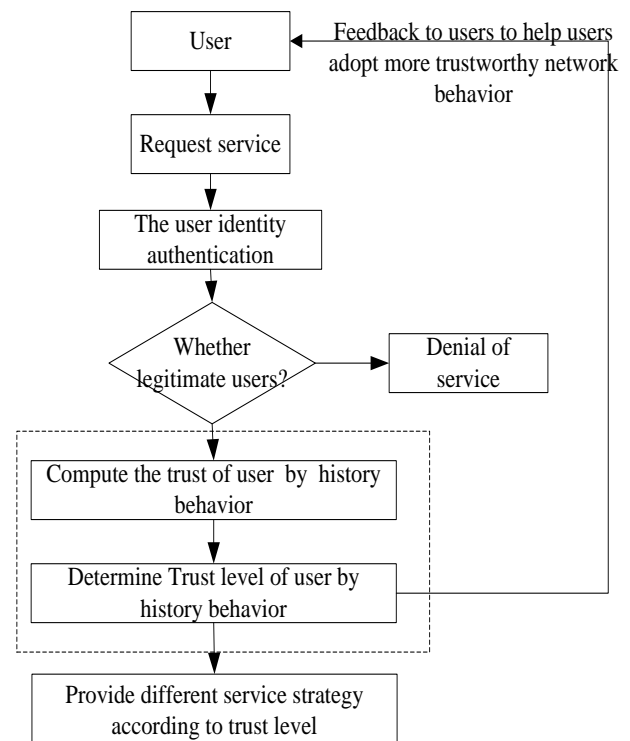 User
Feedback to users to help users
adopt more trustworthy network
behavior
Request service
The user identity
authentication
Whether
legitimate users?
Denial of
service
Compute the trust of user by history
behavior
Determine Trust level of user by
history behavior
Provide different service strategy
according to trust level